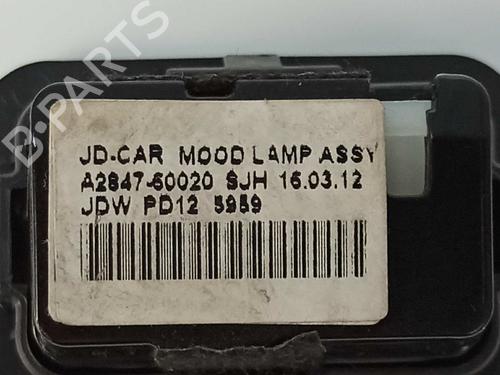 B-PARTS
JD-CAR MOOD LAMP ASSY
A2847-60020 SJH 16.03.12
JDW PD12 5959